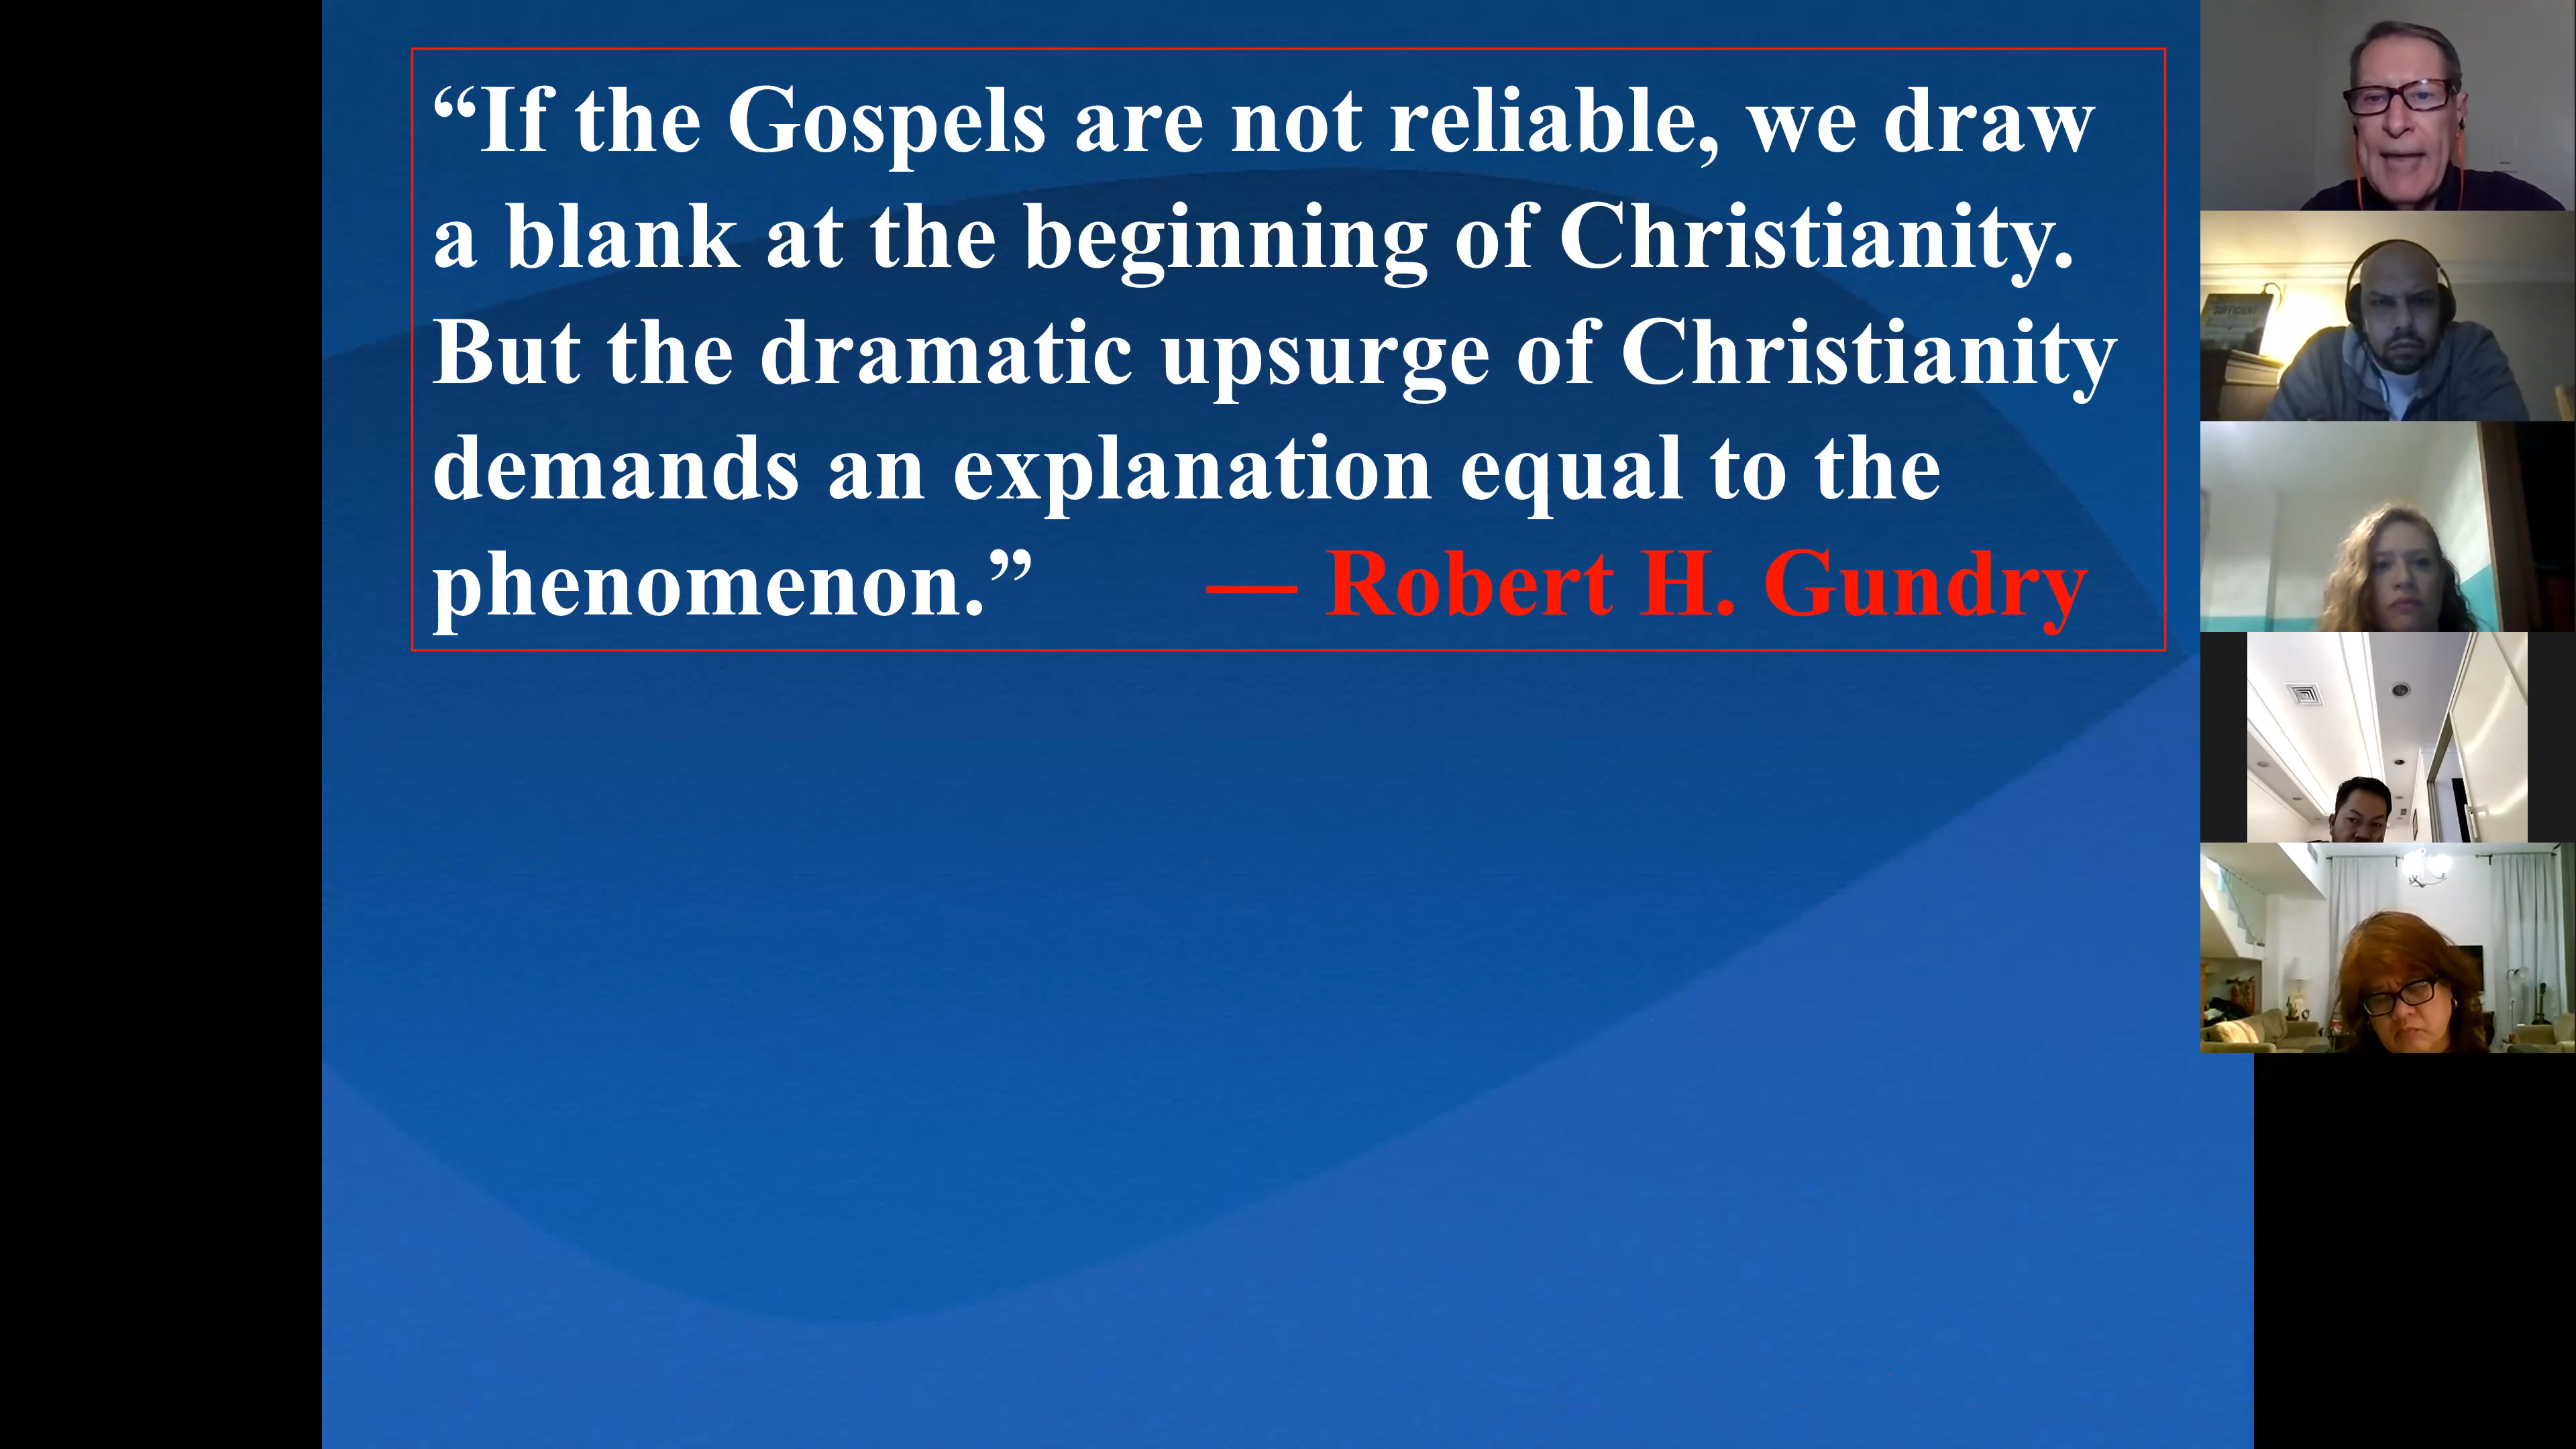 “If the Gospels are not reliable, we draw
a blank at the beginning of Christianity.
But the dramatic upsurge of Christianity
demands an explanation equal to the
phenomenon.” — Robert H. Gundry
SUFFICIENT